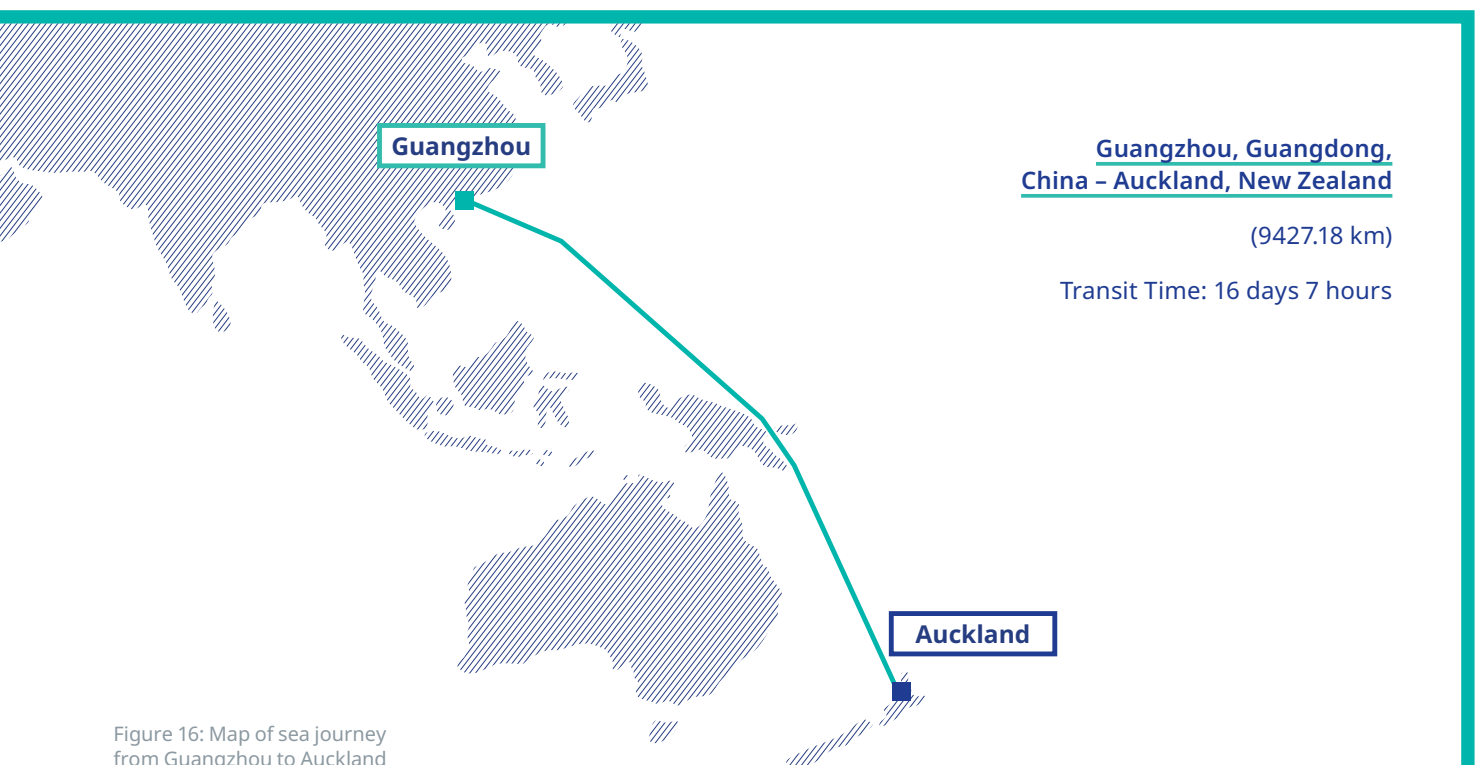 Guangzhou
Guangzhou, Guangdong,
China – Auckland, New Zealand
(9427.18 km)
Transit Time: 16 days 7 hours
Auckland
Figure 16: Map of sea journey
from Guangzhou to Auckland